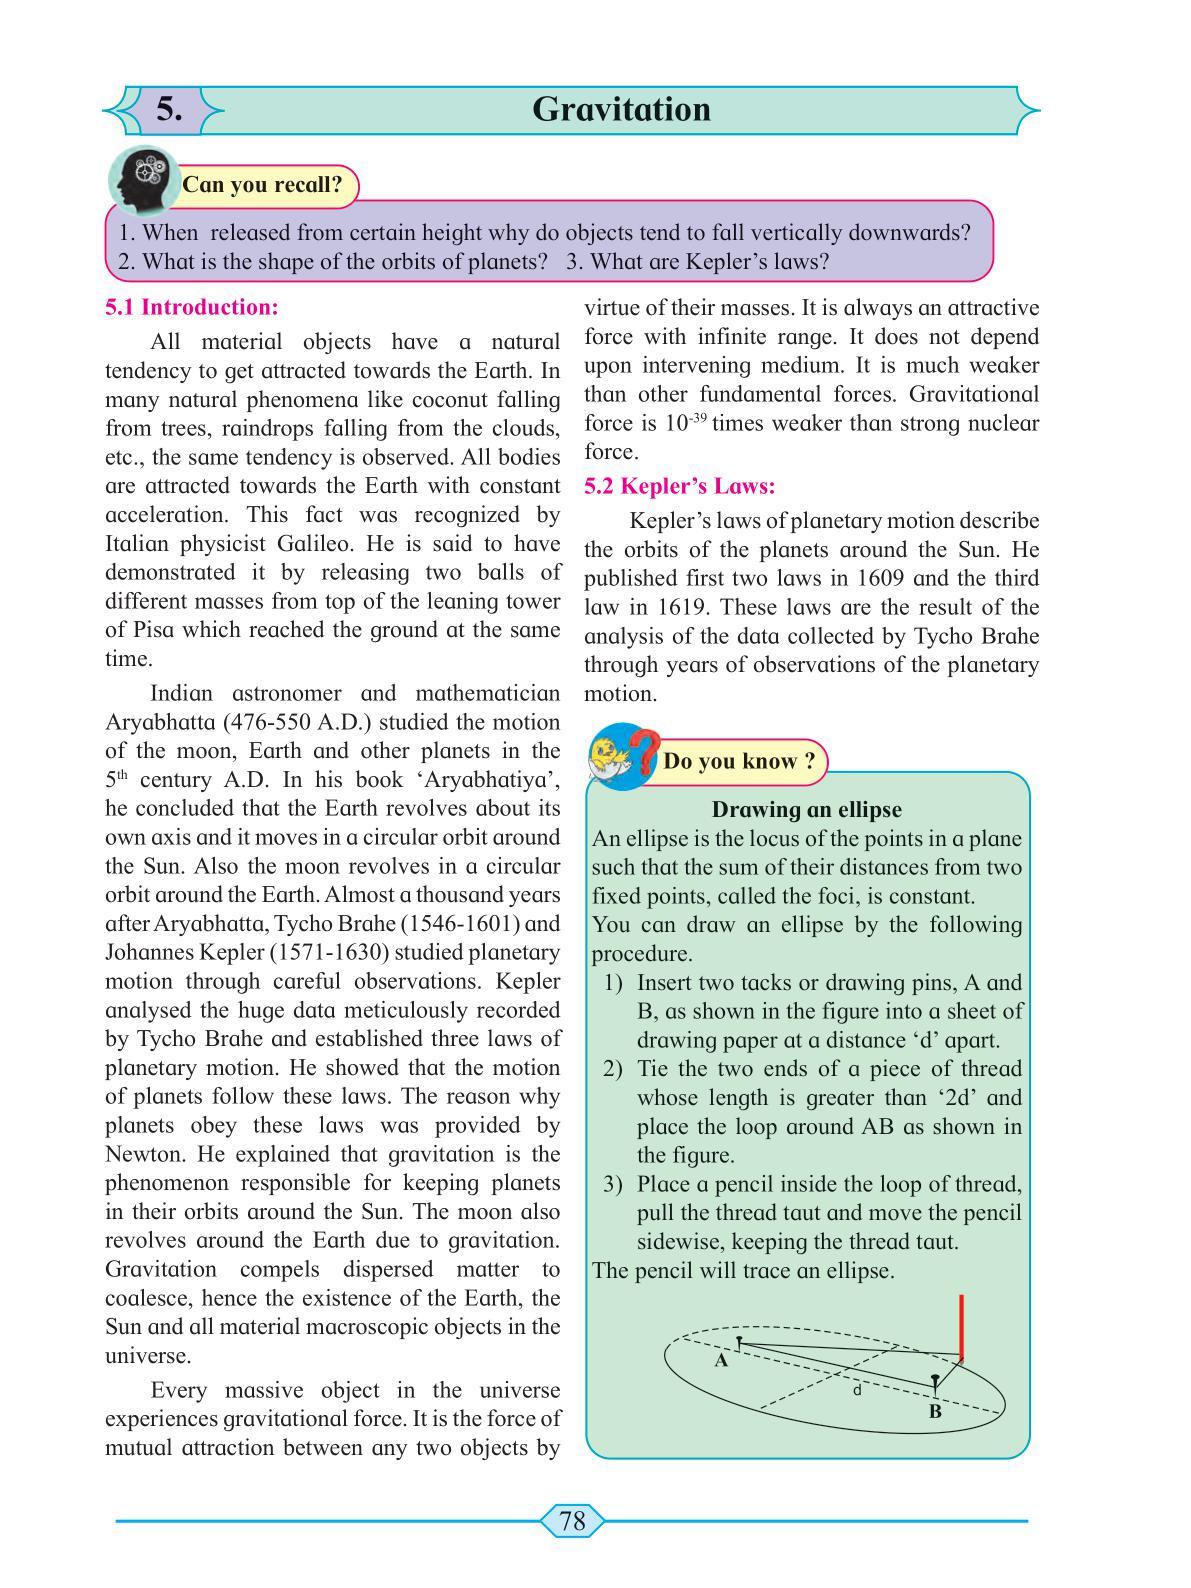 5.
Gravitation
Can you recall?
1. When  released from certain height why do objects tend to fall vertically downwards?
2. What is the shape of the orbits of planets?   3. What are Kepler’s laws?
5.1 Introduction:
All material objects have a natural
tendency to get attracted towards the Earth. In
many natural phenomena like coconut falling
from trees, raindrops falling from the clouds,
etc., the same tendency is observed. All bodies
are attracted towards the Earth with constant
acceleration. This fact was recognized by
Italian physicist Galileo. He is said to have
demonstrated it by releasing two balls of
different masses from top of the leaning tower
of Pisa which reached the ground at the same
time.
Indian astronomer and mathematician
Aryabhatta (476-550 A.D.) studied the motion
of the moon, Earth and other planets in the
5th century A.D. In his book ‘Aryabhatiya’,
he concluded that the Earth revolves about its
own axis and it moves in a circular orbit around
the Sun. Also the moon revolves in a circular
orbit around the Earth. Almost a thousand years
after Aryabhatta, Tycho Brahe (1546-1601) and
Johannes Kepler (1571-1630) studied planetary
motion through careful observations. Kepler
analysed the huge data meticulously recorded
by Tycho Brahe and established three laws of
planetary motion. He showed that the motion
of planets follow these laws. The reason why
planets obey these laws was provided by
Newton. He explained that gravitation is the
phenomenon responsible for keeping planets
in their orbits around the Sun. The moon also
revolves around the Earth due to gravitation.
Gravitation compels dispersed matter to
coalesce, hence the existence of the Earth, the
Sun and all material macroscopic objects in the
universe.
Every massive object in the universe
experiences gravitational force. It is the force of
mutual attraction between any two objects by
virtue of their masses. It is always an attractive
force with infinite range. It does not depend
upon intervening medium. It is much weaker
than other fundamental forces. Gravitational
force is 10-39 times weaker than strong nuclear
force.
5.2 Kepler’s Laws:
Kepler’s laws of planetary motion describe
the orbits of the planets around the Sun. He
published first two laws in 1609 and the third
law in 1619. These laws are the result of the
analysis of the data collected by Tycho Brahe
through years of observations of the planetary
motion.
Do you know ?
Drawing an ellipse
An ellipse is the locus of the points in a plane
such that the sum of their distances from two
fixed points, called the foci, is constant.
You can draw an ellipse by the following
procedure.
1) Insert two tacks or drawing pins, A and
B, as shown in the figure into a sheet of
drawing paper at a distance ‘d’ apart.
2) Tie the two ends of a piece of thread
whose length is greater than ‘2d’ and
place the loop around AB as shown in
the figure.
3) Place a pencil inside the loop of thread,
pull the thread taut and move the pencil
sidewise, keeping the thread taut.
The pencil will trace an ellipse.
A
d
B
78